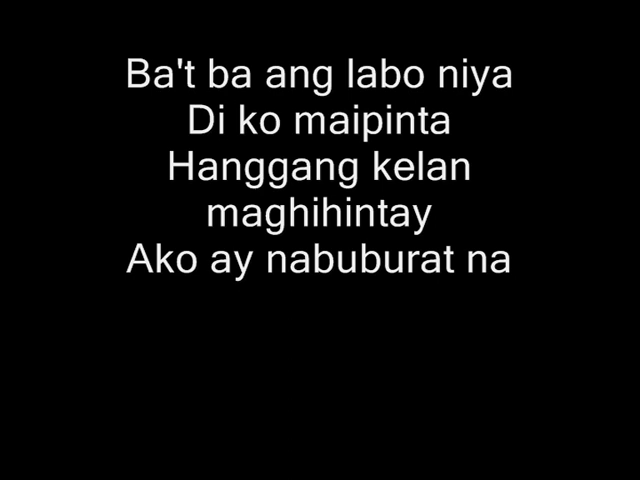 Ba't ba ang labo niya
Di ko maipinta
Hanggang kelan
maghihintay
Ako ay nabuburat na